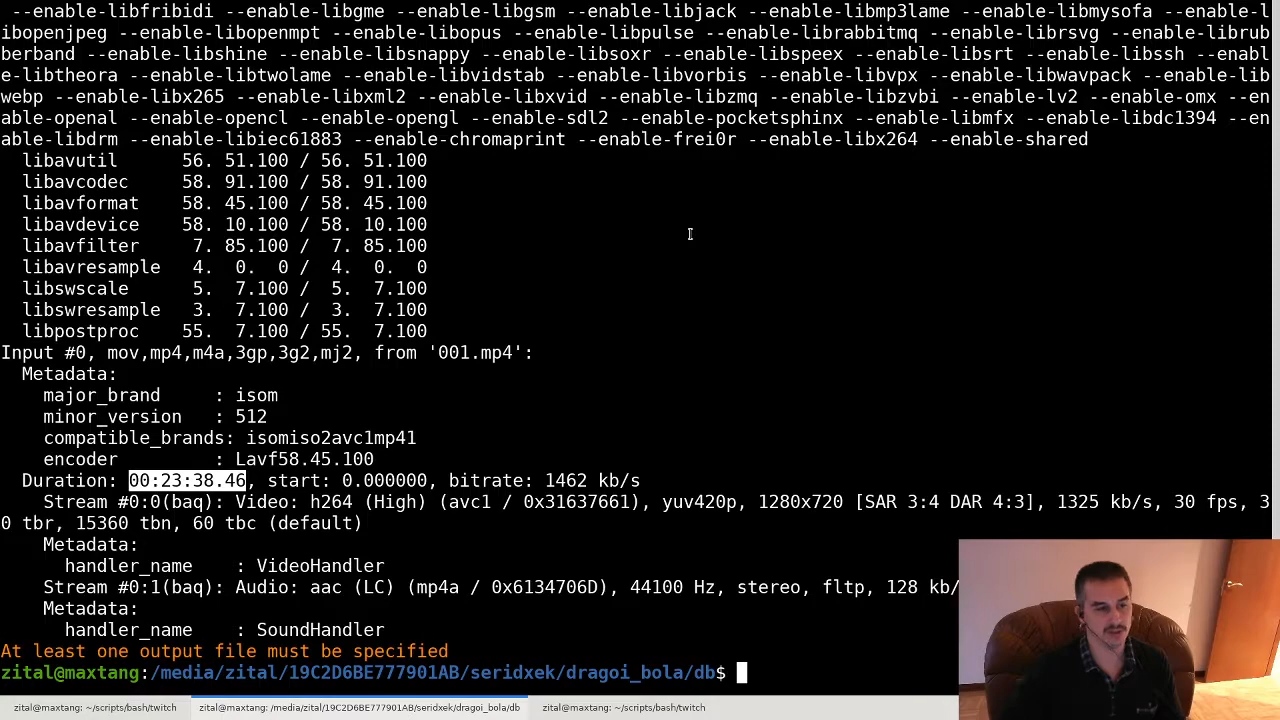 --enable-libfribidi --enable-libgme --enable-libgsm --enable-libjack --enable-libmp3lame --enable-libmysofa --enable-l
ibopenjpeg --enable-libopenmpt --enable-libopus --enable-libpulse --enable-librabbitmq --enable-librsvg --enable-librub
berband --enable-libshine --enable-libsnappy --enable-libsoxr --enable-libspeex --enable-libsrt --enable-libssh --enabl
e-libtheora --enable-libtwolame --enable-libvidstab --enable-libvorbis --enable-libvpx --enable-libwavpack --enable-lib
webp --enable-libx265 --enable-libxml2 --enable-libxvid --enable-libzmq --enable-libzvbi --enable-lv2 --enable-omx --en
able-openal --enable-opencl --enable-opengl --enable-sdl2 --enable-pocketsphinx --enable-libmfx --enable-libdc1394 --en
able-libdrm --enable-libiec61883 --enable-chromaprint --enable-frei0r --enable-libx264 --enable-shared
  libavutil      56. 51.100 / 56. 51.100
  libavcodec     58. 91.100 / 58. 91.100
  libavformat    58. 45.100 / 58. 45.100
  libavdevice    58. 10.100 / 58. 10.100
  libavfilter     7. 85.100 /  7. 85.100
  libavresample   4.  0.  0 /  4.  0.  0
  libswscale      5.  7.100 /  5.  7.100
  libswresample   3.  7.100 /  3.  7.100
  libpostproc    55.  7.100 / 55.  7.100
Input #0, mov,mp4,m4a,3gp,3g2,mj2, from '001.mp4':
  Metadata:
    major_brand     : isom
    minor_version   : 512
    compatible_brands: isomiso2avc1mp41
    encoder         : Lavf58.45.100
  Duration: 00:23:38.46, start: 0.000000, bitrate: 1462 kb/s
    Stream #0:0(baq): Video: h264 (High) (avc1 / 0x31637661), yuv420p, 1280x720 [SAR 3:4 DAR 4:3], 1325 kb/s, 30 fps, 3
0 tbr, 15360 tbn, 60 tbc (default)
    Metadata:
      handler_name    : VideoHandler
    Stream #0:1(baq): Audio: aac (LC) (mp4a / 0x6134706D), 44100 Hz, stereo, fltp, 128 kb/
    Metadata:
      handler_name    : SoundHandler
At least one output file must be specified
zital@maxtang:/media/zital/19C2D6BE777901AB/seridxek/dragoi_bola/db$
zital@maxtang: ~/scripts/bash/twitch
zital@maxtang: /media/zital/19C2D6BE777901AB/seridxek/dragoi_bola/db
zital@maxtang: ~/scripts/bash/twitch